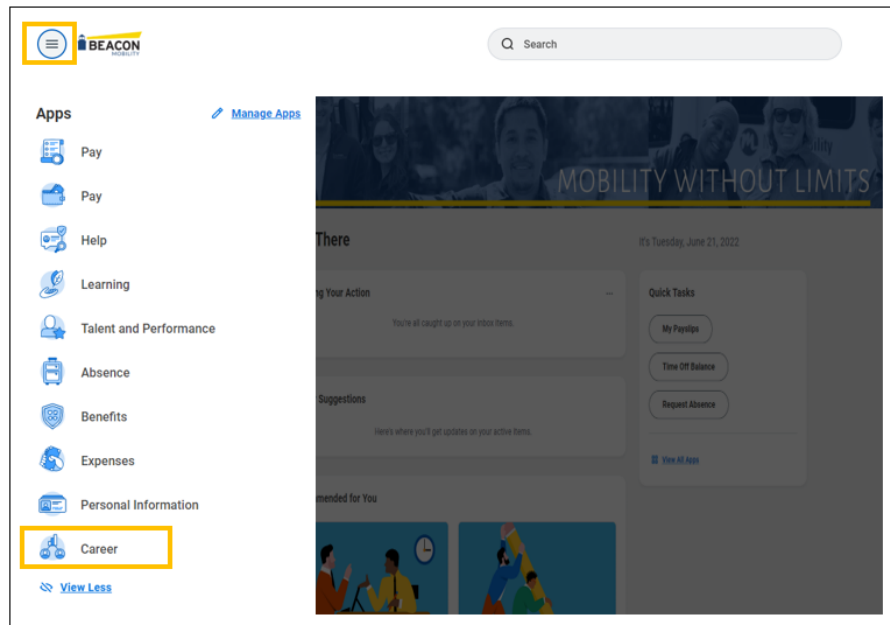 BEACON
MOBILITY
Search
Apps
Manage Apps
Pay
Pay
Help
Learning
Talent and Performance
Absence
Benefits
Expenses
Personal Information
Career
View Less
ility
MOBILITY WITHOUT LIMITS
There
It's Tuesday, June 21, 2022
ng Your Action
You're all caught up on your inbox items.
Suggestions
Here's where you'll get updates on your active items.
mended for You
Quick Tasks
My Payslips
Time Off Balance
Request Absence
View All Apps